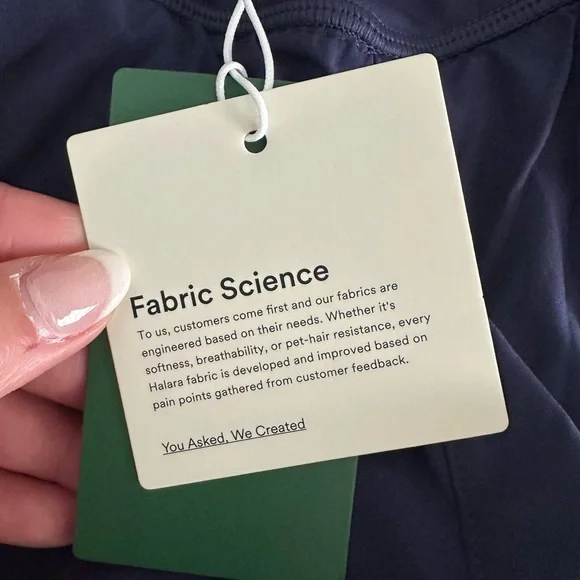 Fabric Science
To us, customers come first and our fabrics are
engineered based on their needs. Whether it's
softness, breathability, or pet-hair resistance, every
Halara fabric is developed and improved based on
pain points gathered from customer feedback.
You Asked, We Created